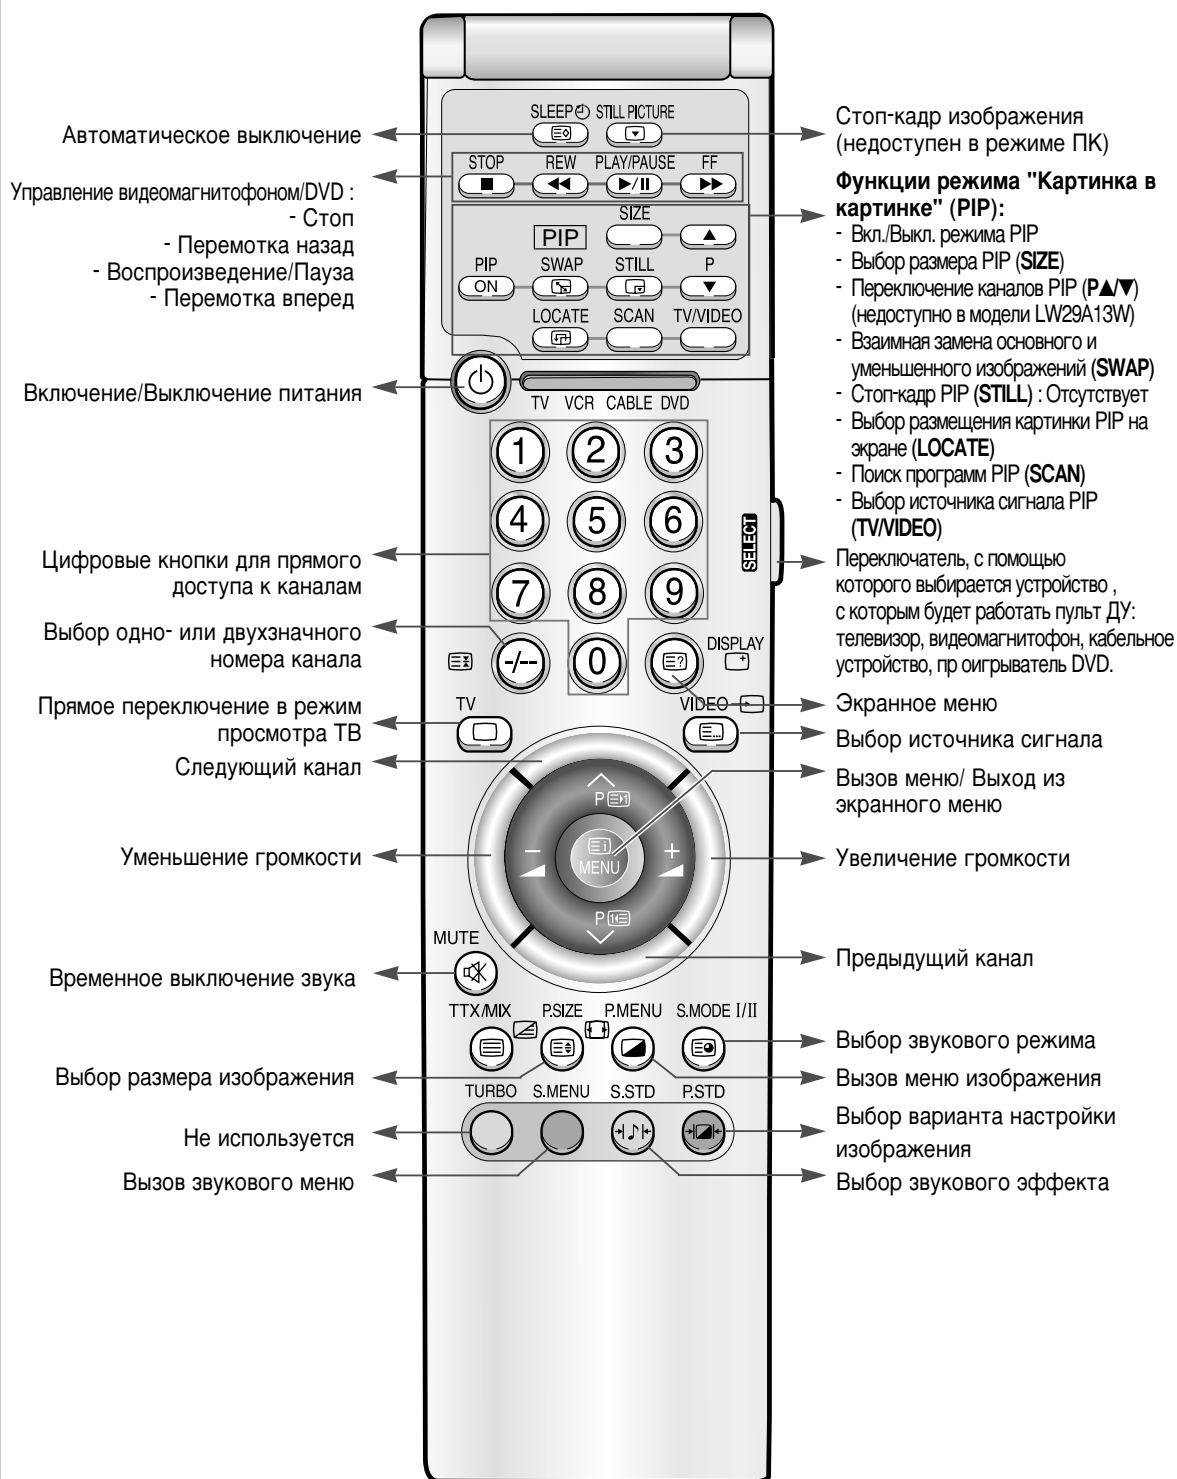 SLEEP STILL PICTURE
Автоматическое выключение
Стоп-кадр изображения
(недоступен в режиме ПК)
STOP REW PLAY/PAUSE FF
Управление видеомагнитофоном/DVD :
- Стоп
- Перемотка назад
- Воспроизведение/Пауза
- Перемотка вперед
Функции режима "Картинка в
картинке" (PIP):
- Вкл./Выкл. режима PIP
- Выбор размера PIP (SIZE)
- Переключение каналов PIP (P▲/▼)
(недоступно в модели LW29A13W)
- Взаимная замена основного и
уменьшенного изображений (SWAP)
- Стоп-кадр PIP (STILL) : Отсутствует
- Выбор размещения картинки PIP на
экране (LOCATE)
- Поиск программ PIP (SCAN)
- Выбор источника сигнала PIP
(TV/VIDEO)
SIZE
PIP
PIP SWAP STILL P
ON
LOCATE SCAN TV/VIDEO
Включение/Выключение питания
TV VCR CABLE DVD
1 2 3
4 5 6
7 8 9
-/-- 0
SELECT
Цифровые кнопки для прямого
доступа к каналам
Переключатель, с помощью
которого выбирается устройство ,
с которым будет работать пульт ДУ:
телевизор, видеомагнитофон, кабельное
устройство, пр оигрыватель DVD.
Выбор одно- или двухзначного
номера канала
DISPLAY
Экранное меню
Прямое переключение в режим
просмотра ТВ
TV
VIDEO
Выбор источника сигнала
Следующий канал
Вызов меню/ Выход из
экранного меню
P
Уменьшение громкости
− MENU +
Увеличение громкости
P
Предыдущий канал
MUTE
Временное выключение звука
TTX/MIX P.SIZE P.MENU S.MODE I/II
Выбор звукового режима
Выбор размера изображения
Вызов меню изображения
TURBO S.MENU S.STD P.STD
Не используется
Выбор варианта настройки
изображения
Вызов звукового меню
Выбор звукового эффекта